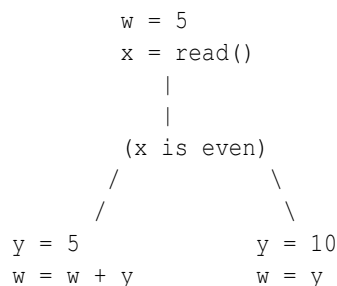 w = 5
x = read()
|
|
(x is even)
/ \
/ \
y = 5 y = 10
w = w + y w = y